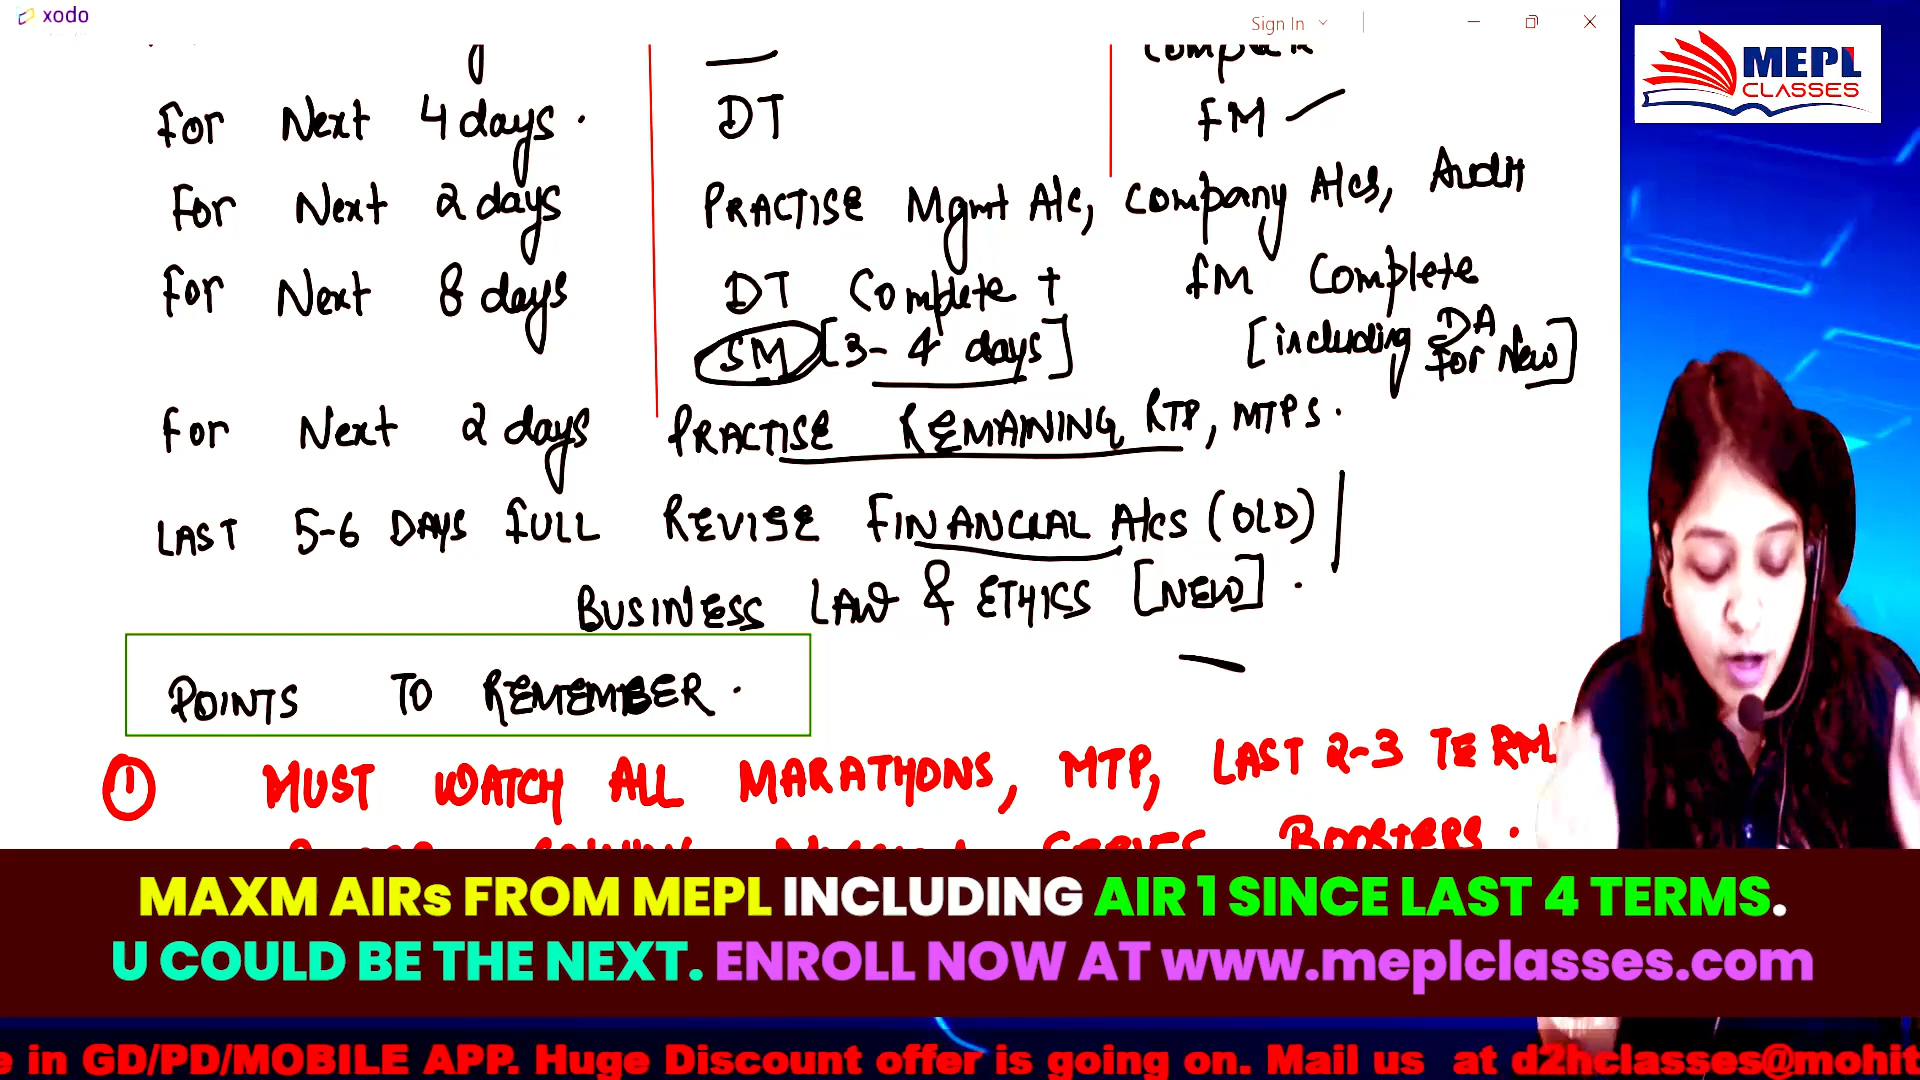 xodo
Sign In
For Next 4 days. DT FM
For Next 2 days PRACTISE Mgmt A/c, Company A/cs, Audit
For Next 8 days DT Complete + FM Complete
SM [3-4 days] [including DA for New]
For Next 2 days PRACTISE REMAINING RTP, MTPS.
LAST 5-6 DAYS FULL REVISE FINANCIAL A/cs (OLD)
BUSINESS LAW & ETHICS [NEW].
POINTS TO REMEMBER.
① MUST WATCH ALL MARATHONS, MTP, LAST 2-3 TERM
SERIES BOOSTERS.
MEPL
CLASSES
MAXM AIRs FROM MEPL INCLUDING AIR 1 SINCE LAST 4 TERMS.
U COULD BE THE NEXT. ENROLL NOW AT www.meplclasses.com
e in GD/PD/MOBILE APP. Huge Discount offer is going on. Mail us at d2hclasses@mohit